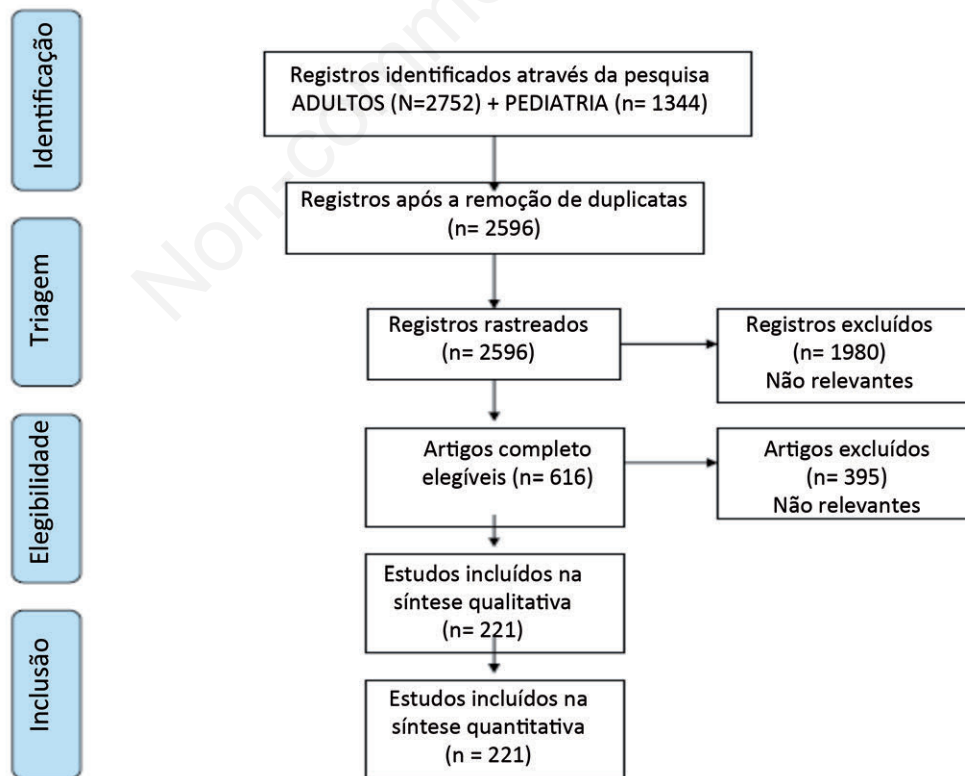 Identificação
Registros identificados através da pesquisa
ADULTOS (N=2752) + PEDIATRIA (n= 1344)
Registros após a remoção de duplicatas
(n= 2596)
Triagem
Registros rastreados
(n= 2596)
Registros excluídos
(n= 1980)
Não relevantes
Elegibilidade
Artigos completo
elegíveis (n= 616)
Artigos excluídos
(n= 395)
Não relevantes
Estudos incluídos na
síntese qualitativa
(n= 221)
Inclusão
Estudos incluídos na
síntese quantitativa
(n = 221)
Non-comm